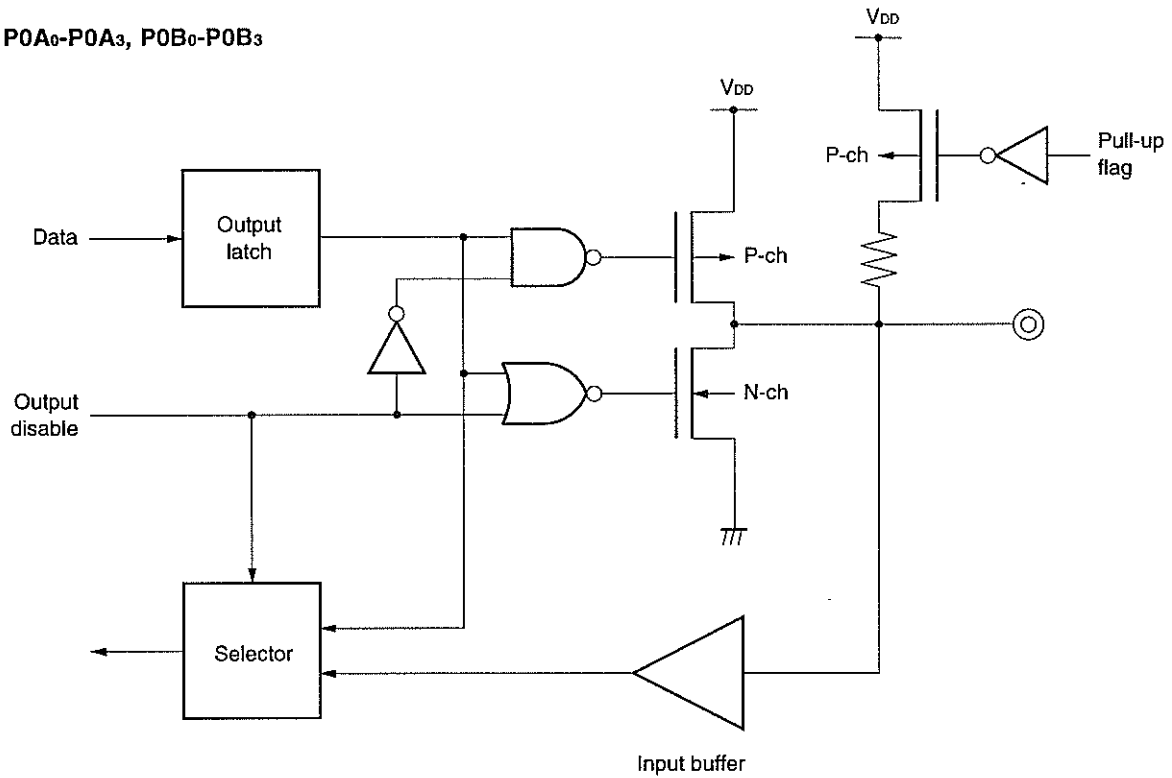 P0A0-P0A3, P0B0-P0B3
VDD
VDD
P-ch
Pull-up
flag
Data
Output
latch
P-ch
Output
disable
N-ch
Selector
Input buffer